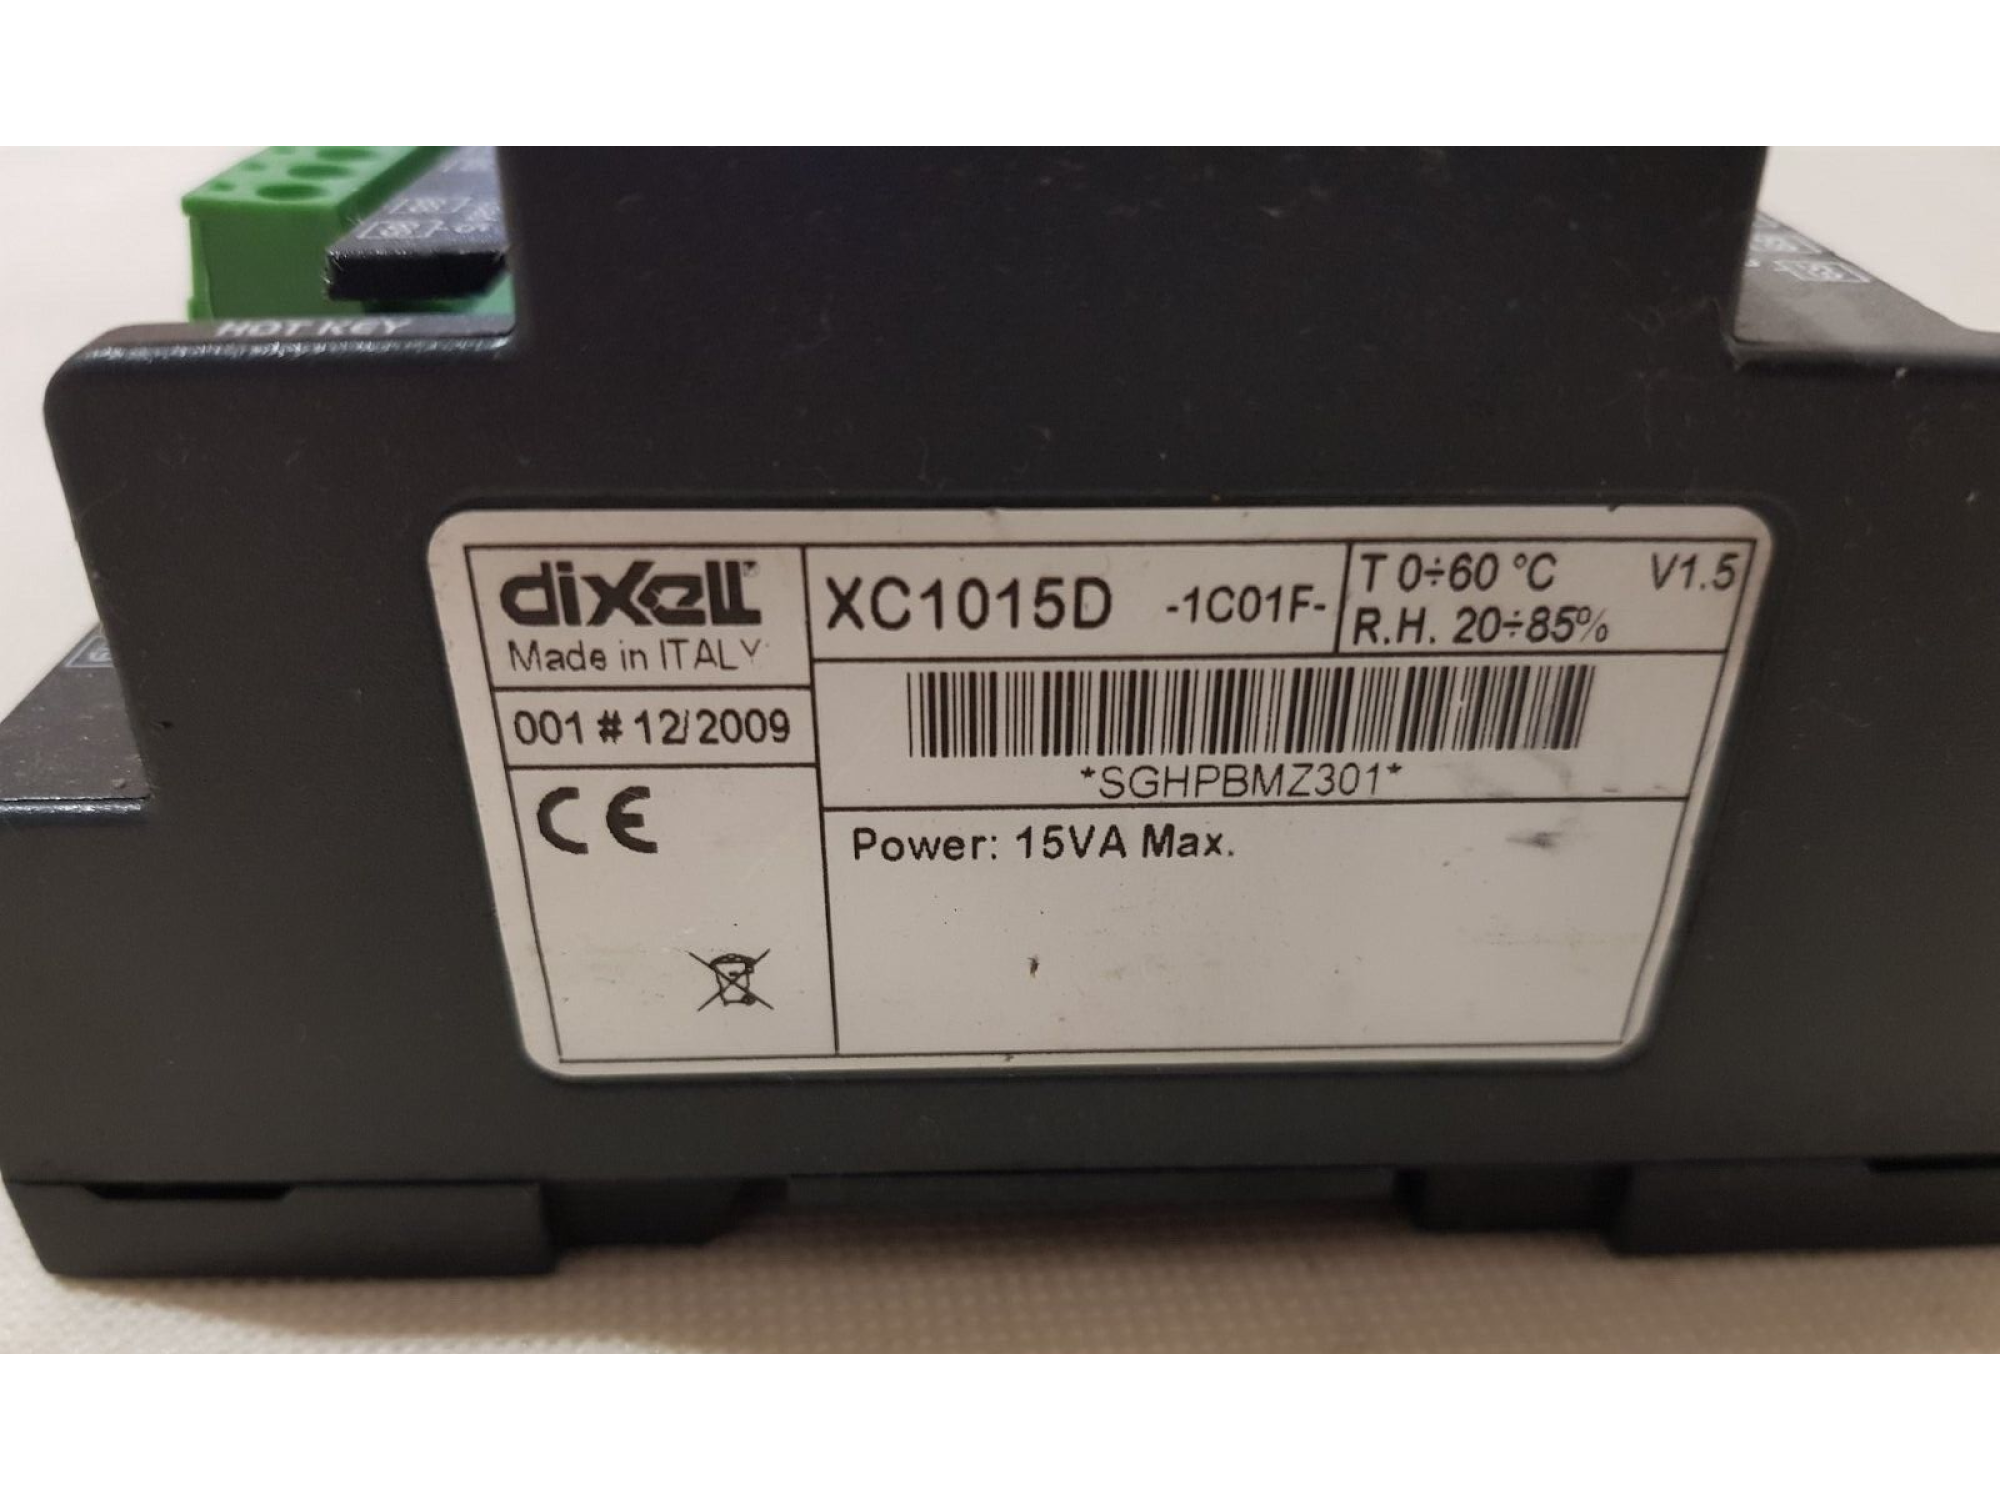 HOT KEY
dixell
Made in ITALY
XC1015D -1C01F-
T 0÷60 °C V1.5
R.H. 20÷85%
001 # 12/2009
*SGHPBMZ301*
CE
Power: 15VA Max.